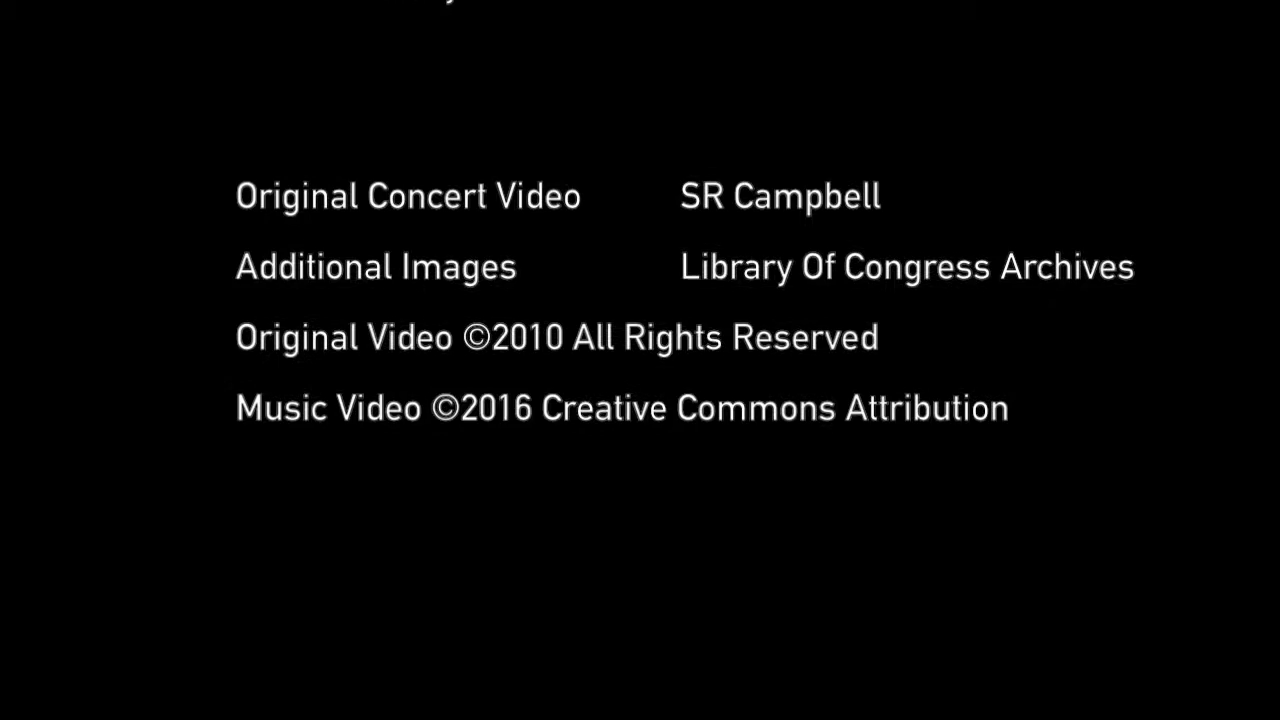 Original Concert Video SR Campbell
Additional Images Library Of Congress Archives
Original Video ©2010 All Rights Reserved
Music Video ©2016 Creative Commons Attribution